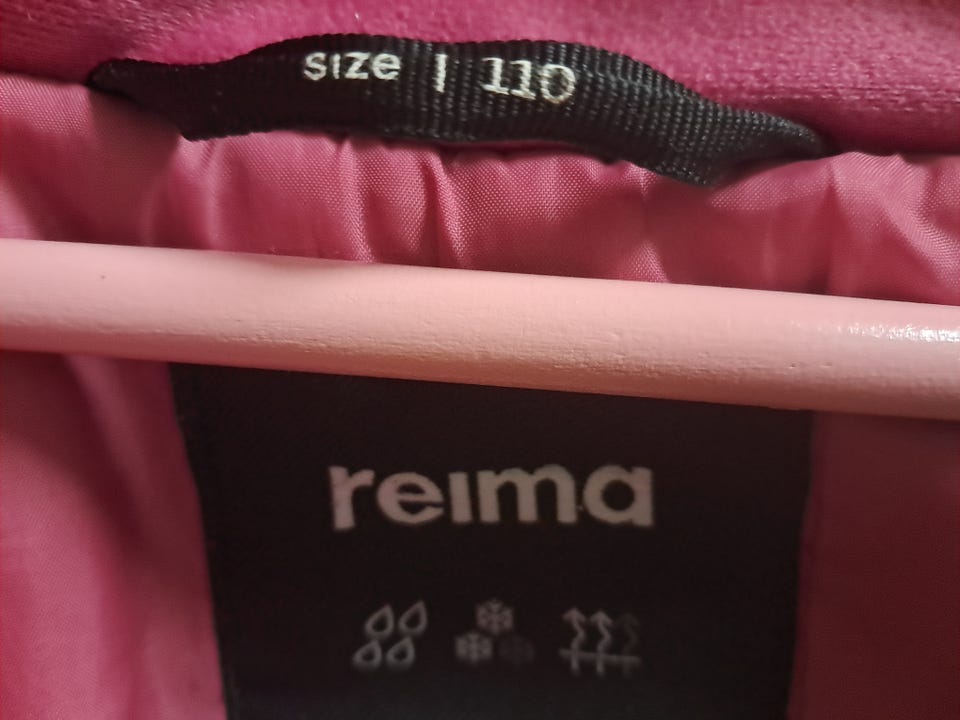 size | 110
reima